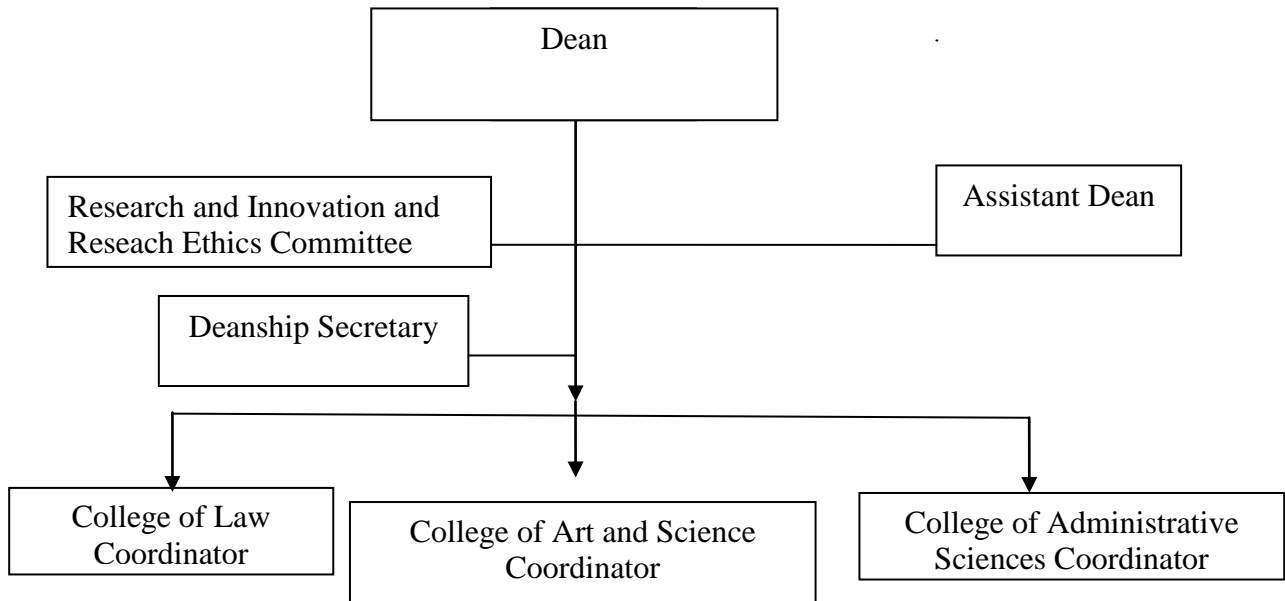 Dean
Research and Innovation and
Reseach Ethics Committee
Assistant Dean
Deanship Secretary
College of Law
Coordinator
College of Art and Science
Coordinator
College of Administrative
Sciences Coordinator